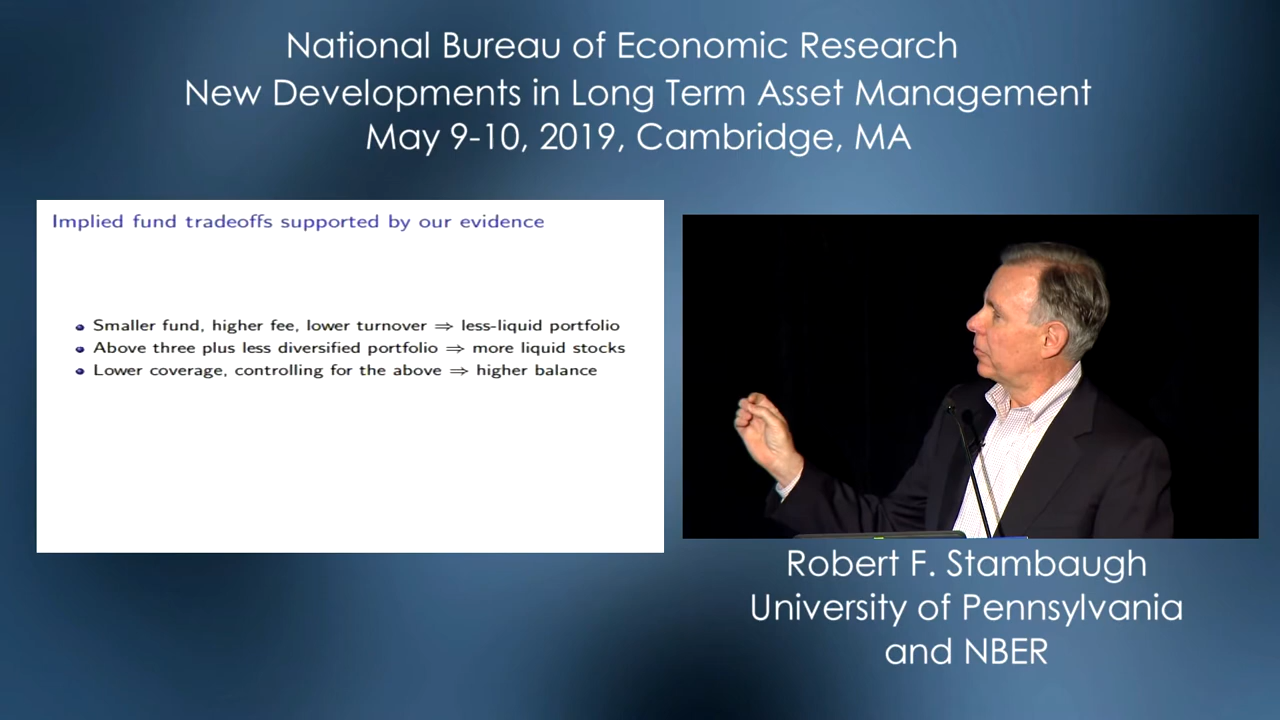 National Bureau of Economic Research
New Developments in Long Term Asset Management
May 9-10, 2019, Cambridge, MA
Implied fund tradeoffs supported by our evidence
Smaller fund, higher fee, lower turnover ⇒ less-liquid portfolio
Above three plus less diversified portfolio ⇒ more liquid stocks
Lower coverage, controlling for the above ⇒ higher balance
Robert F. Stambaugh
University of Pennsylvania
and NBER